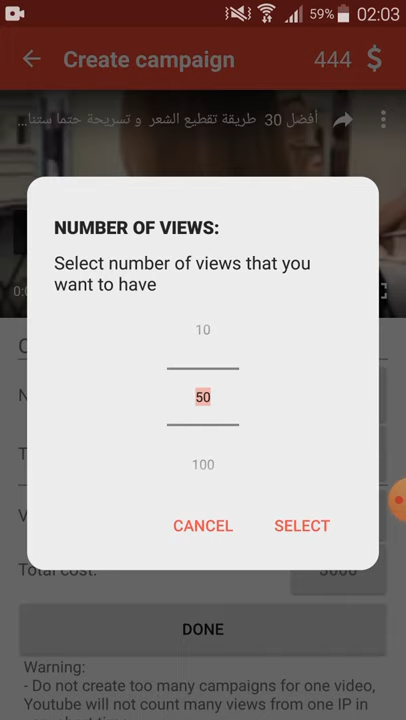 59% 02:03
Create campaign 444 $
أفضل 30 طريقة تقطيع الشعر و تسريحة حتما ستنا...
NUMBER OF VIEWS:
Select number of views that you
want to have
10
50
100
CANCEL SELECT
Total cost:
DONE
Warning:
- Do not create too many campaigns for one video,
Youtube will not count many views from one IP in